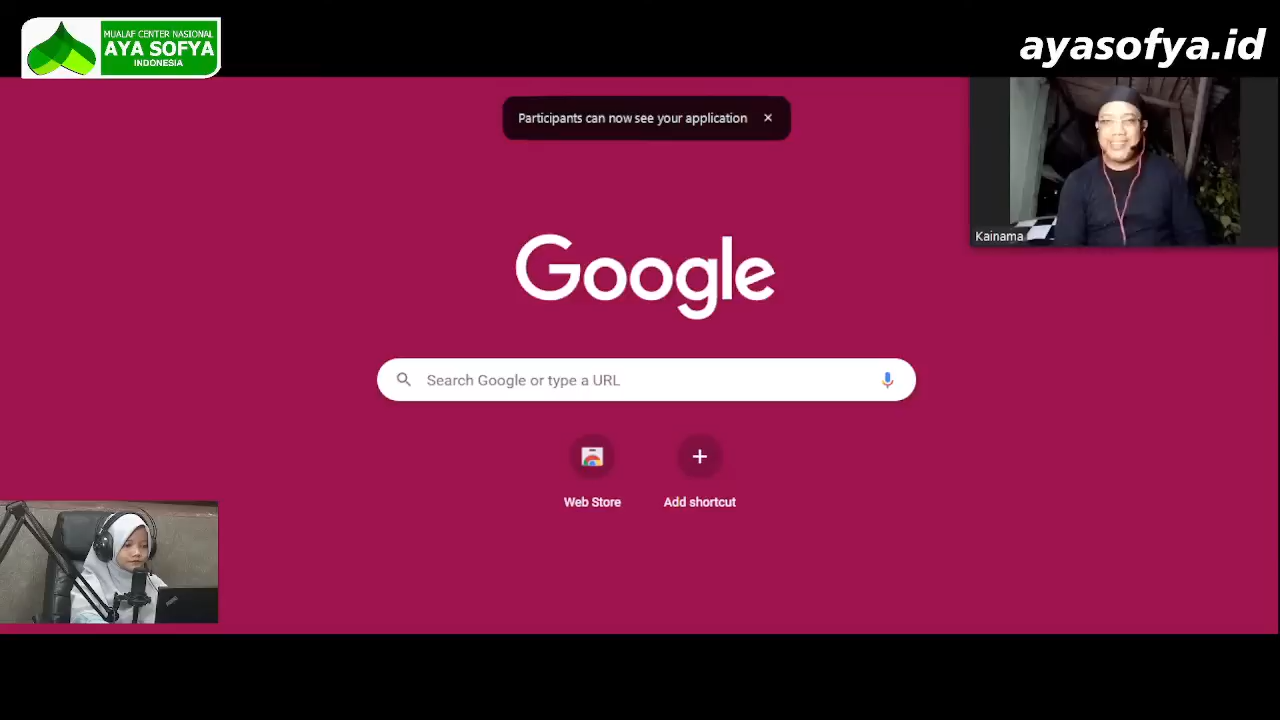 MUALAF CENTER NASIONAL
AYA SOFYA
INDONESIA
ayasofya.id
Participants can now see your application
Kainama
Google
Search Google or type a URL
Web Store
Add shortcut